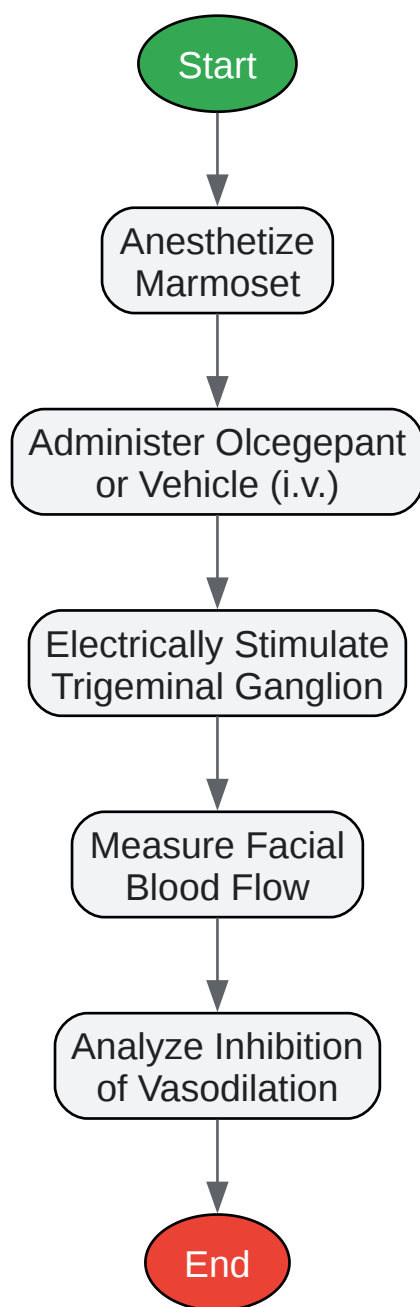 Start
Anesthetize
Marmoset
Administer Olcegepant
or Vehicle (i.v.)
Electrically Stimulate
Trigeminal Ganglion
Measure Facial
Blood Flow
Analyze Inhibition
of Vasodilation
End